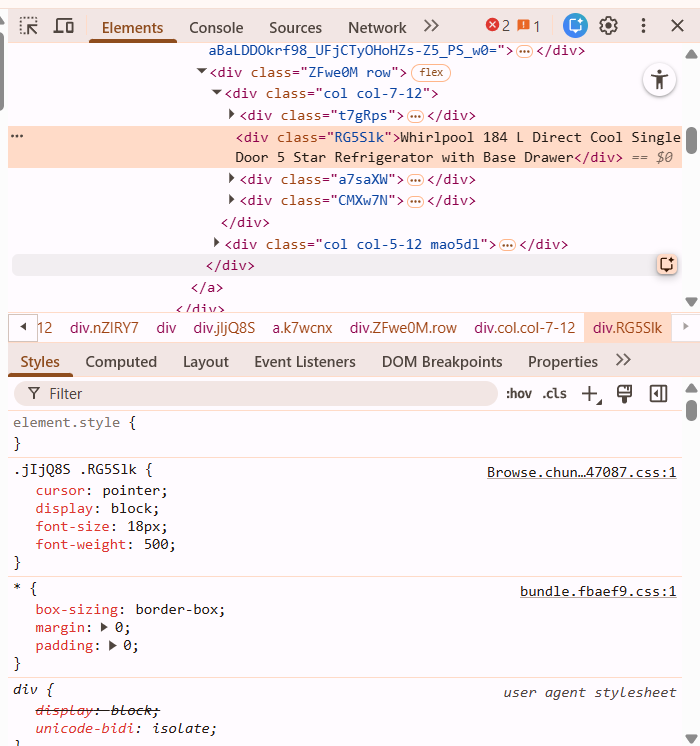 Elements Console Sources Network 2 1
aBaLDDOkrf98_UFjCTyOHoHZs-Z5_PS_w0="> </div>
<div class="ZFwe0M row"> flex
<div class="col col-7-12">
<div class="t7gRps"> </div>
<div class="RG5Slk">Whirlpool 184 L Direct Cool Single
Door 5 Star Refrigerator with Base Drawer</div> == $0
<div class="a7saXW"> </div>
<div class="CMXw7N"> </div>
</div>
<div class="col col-5-12 mao5dl"> </div>
</div>
</a>
</div>
12 div.nZIRY7 div div.jIjQ8S a.k7wcnx div.ZFwe0M.row div.col.col-7-12 div.RG5Slk
Styles Computed Layout Event Listeners DOM Breakpoints Properties
Filter :hov .cls
element.style {
}
.jIjQ8S .RG5Slk { Browse.chun…47087.css:1
cursor: pointer;
display: block;
font-size: 18px;
font-weight: 500;
}
* { bundle.fbaef9.css:1
box-sizing: border-box;
margin: 0;
padding: 0;
}
div { user agent stylesheet
display: block;
unicode-bidi: isolate;
}